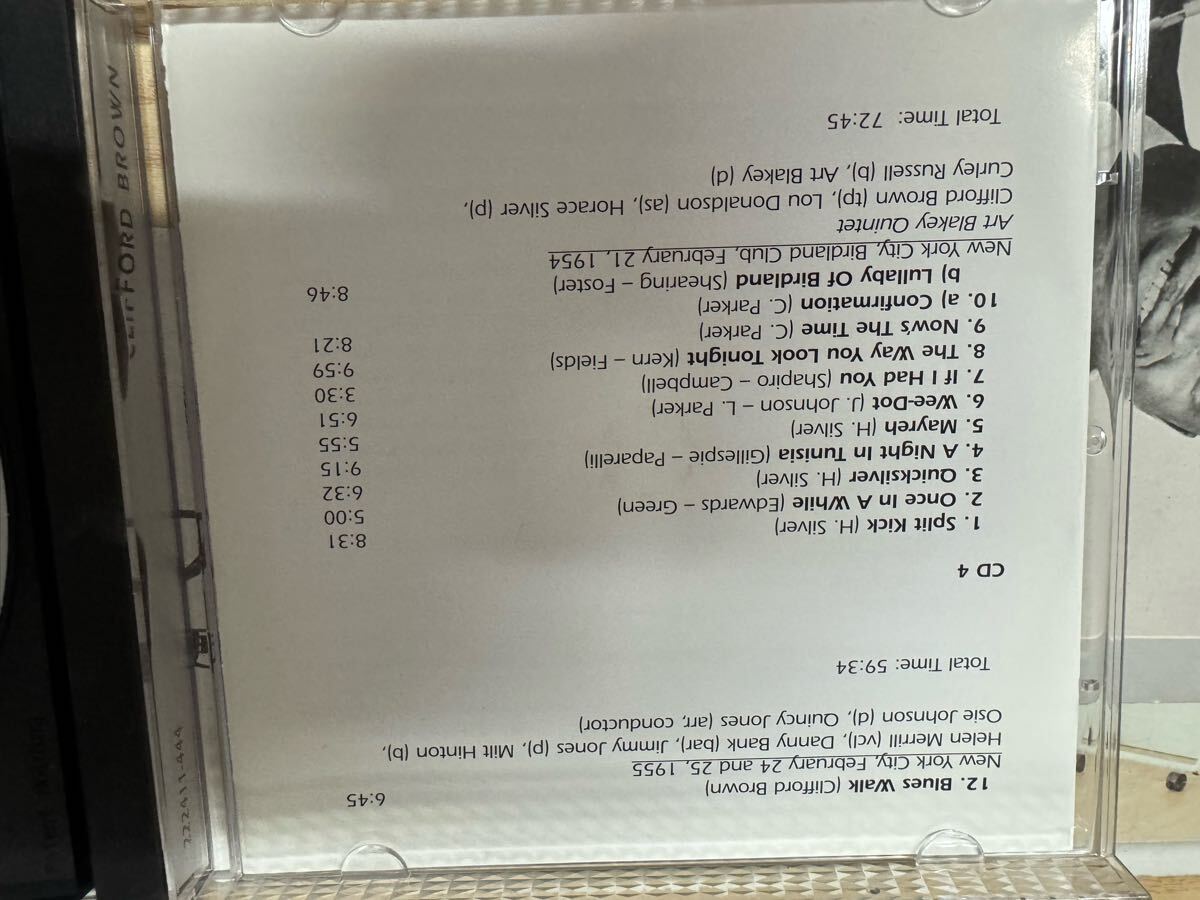 12. Blues Walk (Clifford Brown) 6:45
New York City, February 24 and 25, 1955
Helen Merrill (vcl), Danny Bank (bar), Jimmy Jones (p), Milt Hinton (b),
Osie Johnson (d), Quincy Jones (arr, conductor)
Total Time: 59:34
CD 4
1. Split Kick (H. Silver) 8:31
2. Once In A While (Edwards – Green) 5:00
3. Quicksilver (H. Silver) 6:32
4. A Night In Tunisia (Gillespie – Paparelli) 9:15
5. Mayreh (H. Silver) 5:55
6. Wee-Dot (J. Johnson – L. Parker) 6:51
7. If I Had You (Shapiro – Campbell) 3:30
8. The Way You Look Tonight (Kern – Fields) 9:59
9. Now's The Time (C. Parker) 8:21
10. a) Confirmation (C. Parker)
b) Lullaby Of Birdland (Shearing – Foster) 8:46
New York City, Birdland Club, February 21, 1954
Art Blakey Quintet
Clifford Brown (tp), Lou Donaldson (as), Horace Silver (p),
Curley Russell (b), Art Blakey (d)
Total Time: 72:45
CLIFFORD BROWN